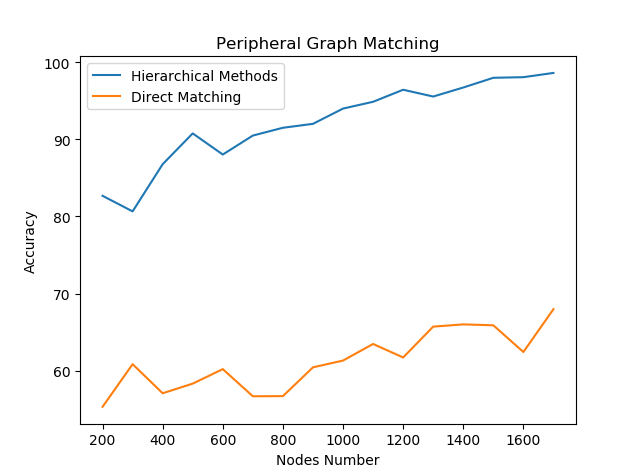 Peripheral Graph Matching
Hierarchical Methods
Direct Matching
100
90
80
70
60
Accuracy
200 400 600 800 1000 1200 1400 1600
Nodes Number